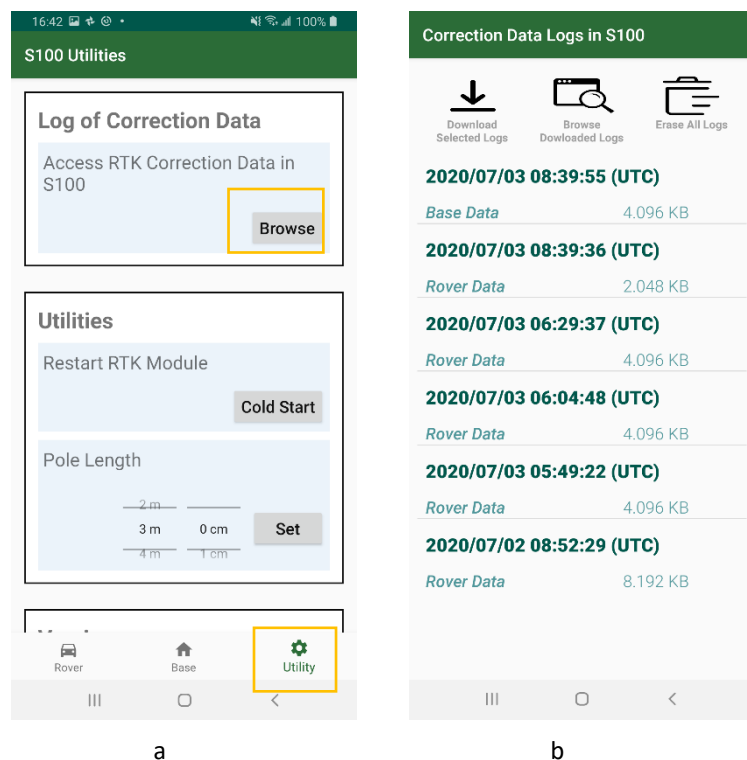 16:42 100%
S100 Utilities
Log of Correction Data
Access RTK Correction Data in
S100
Browse
Utilities
Restart RTK Module
Cold Start
Pole Length
2 m
3 m 0 cm Set
4 m 1 cm
Rover Base Utility
a
Correction Data Logs in S100
Download
Selected Logs
Browse
Dowloaded Logs
Erase All Logs
2020/07/03 08:39:55 (UTC)
Base Data 4.096 KB
2020/07/03 08:39:36 (UTC)
Rover Data 2.048 KB
2020/07/03 06:29:37 (UTC)
Rover Data 4.096 KB
2020/07/03 06:04:48 (UTC)
Rover Data 4.096 KB
2020/07/03 05:49:22 (UTC)
Rover Data 4.096 KB
2020/07/02 08:52:29 (UTC)
Rover Data 8.192 KB
b